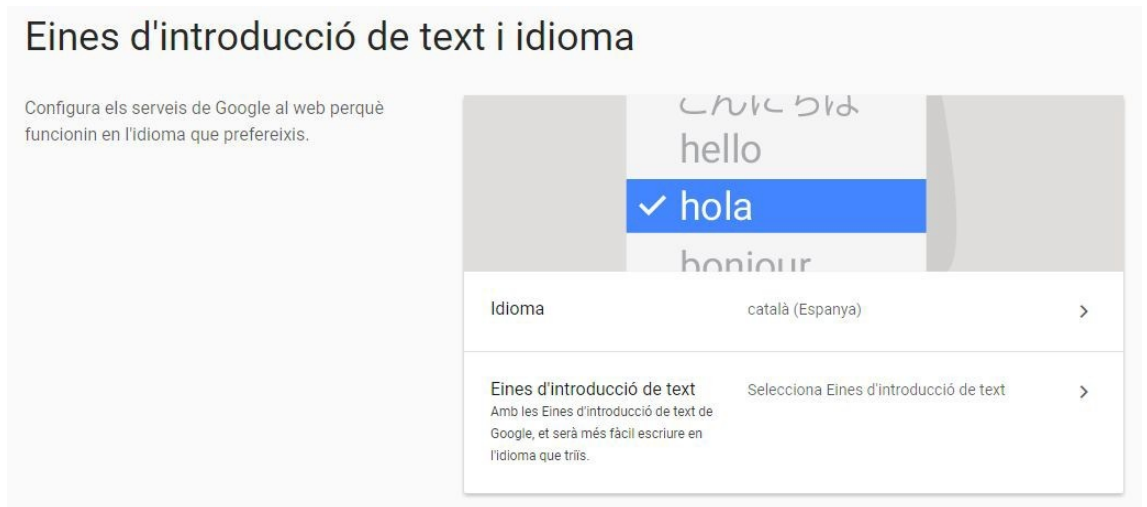 Eines d'introducció de text i idioma
Configura els serveis de Google al web perquè
funcionin en l'idioma que prefereixis.
こんにちは
hello
hola
bonjour
Idioma
català (Espanya)
Eines d'introducció de text
Selecciona Eines d'introducció de text
Amb les Eines d'introducció de text de
Google, et serà més fàcil escriure en
l'idioma que triïs.